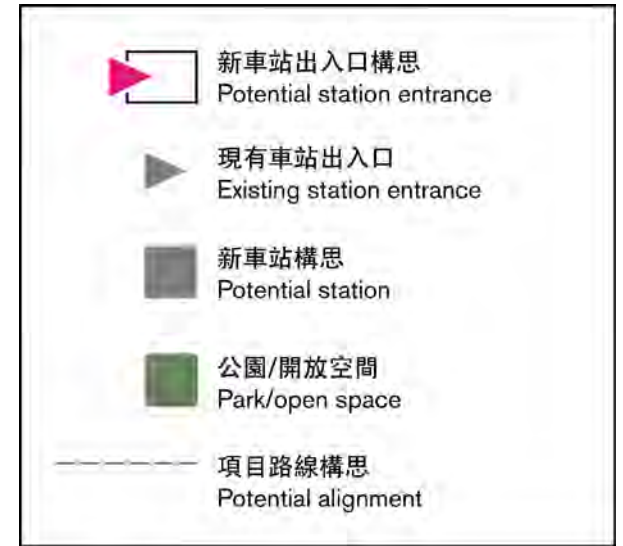 新車站出入口構思
Potential station entrance
現有車站出入口
Existing station entrance
新車站構思
Potential station
公園/開放空間
Park/open space
項目路線構思
Potential alignment